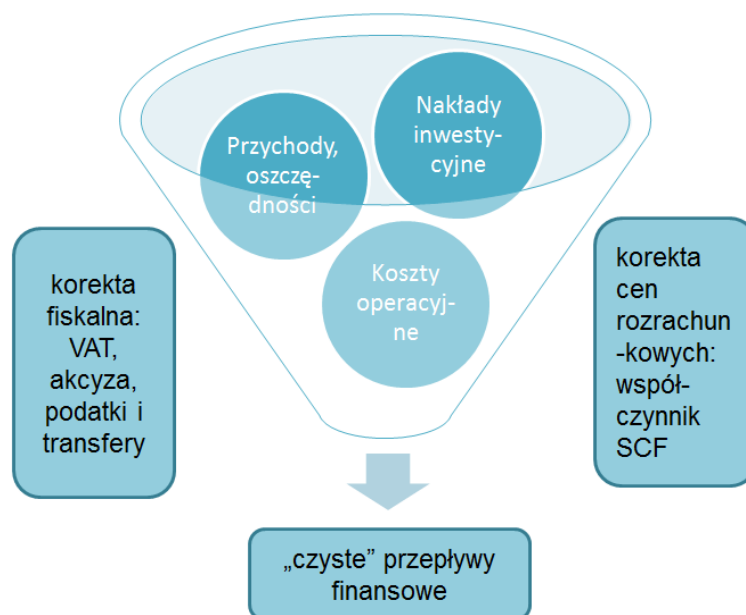 Nakłady
inwesty-
cyjne
Przychody,
oszczę-
dności
Koszty
operacyj-
ne
korekta
fiskalna:
VAT,
akcyza,
podatki i
transfery
korekta
cen
rozrachun
-kowych:
współ-
czynnik
SCF
„czyste” przepływy
finansowe